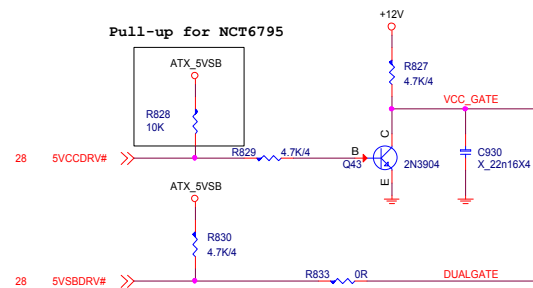 +12V
Pull-up for NCT6795
ATX_5VSB
R827
4.7K/4
R828
10K
VCC_GATE
28 5VCCDRV#
R829 4.7K/4
B
C
E
Q43
2N3904
C930
X_22n16X4
ATX_5VSB
R830
4.7K/4
R833 0R
DUALGATE
28 5VSBDRV#